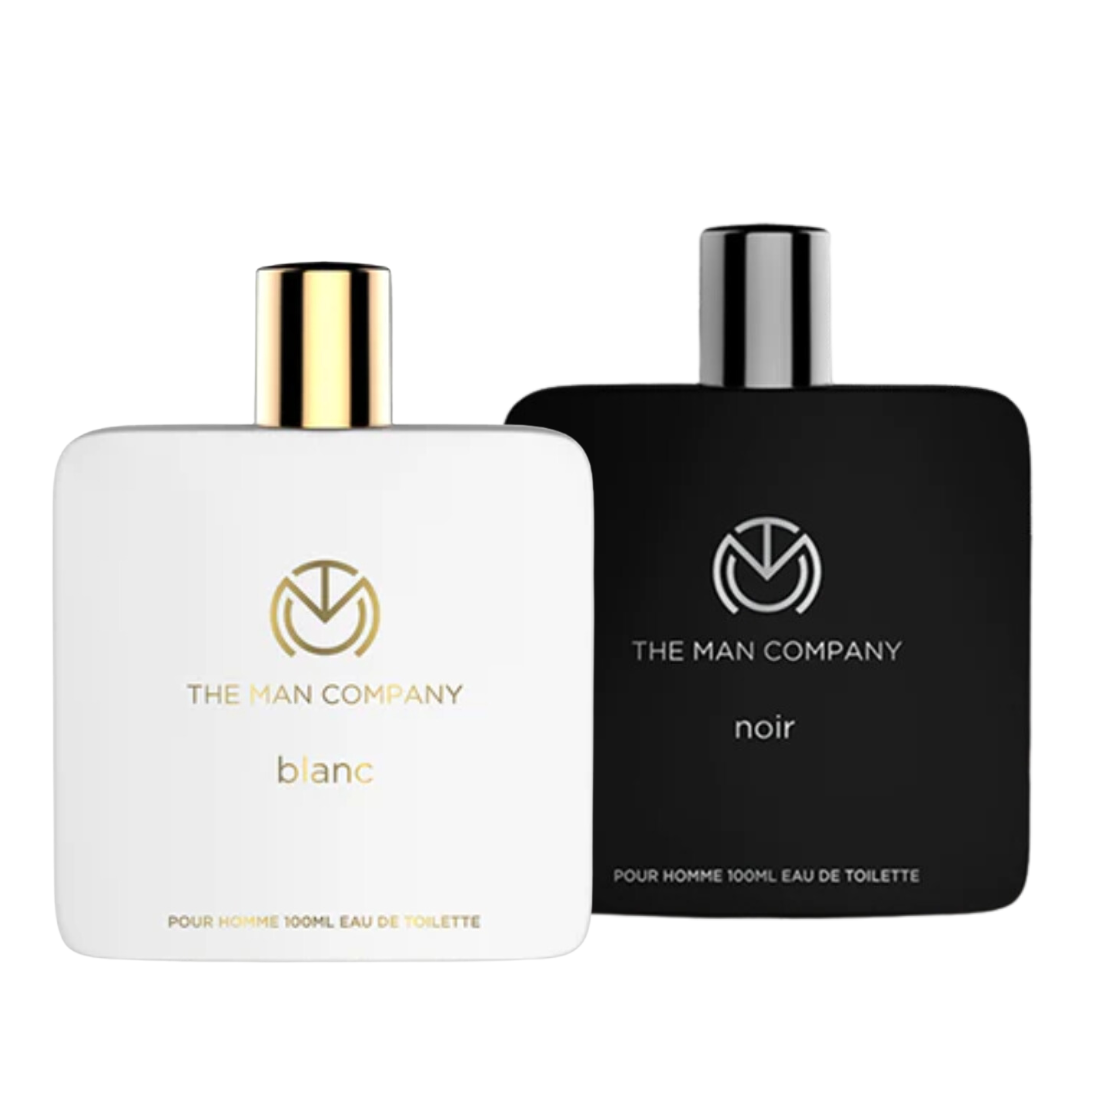 THE MAN COMPANY
blanc
POUR HOMME 100ML EAU DE TOILETTE
THE MAN COMPANY
noir
POUR HOMME 100ML EAU DE TOILETTE